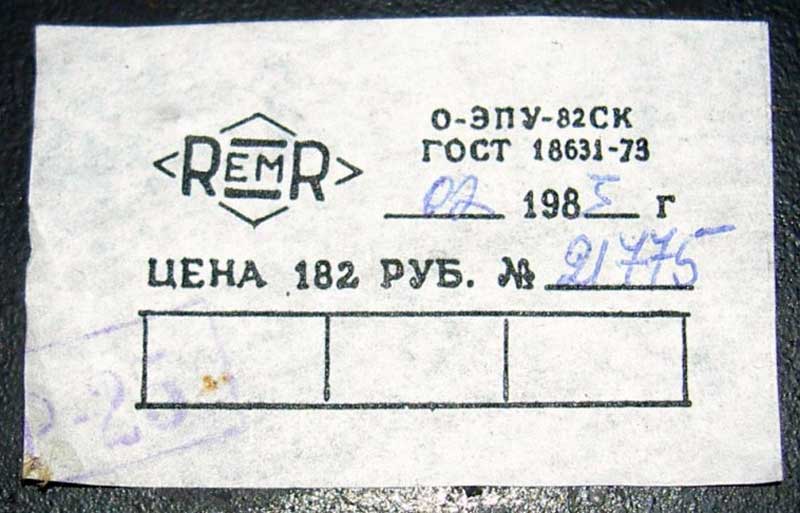 О-ЭПУ-82СК
ГОСТ 18631-73
<REMR>
02 1985 г
ЦЕНА 182 РУБ. № 21775